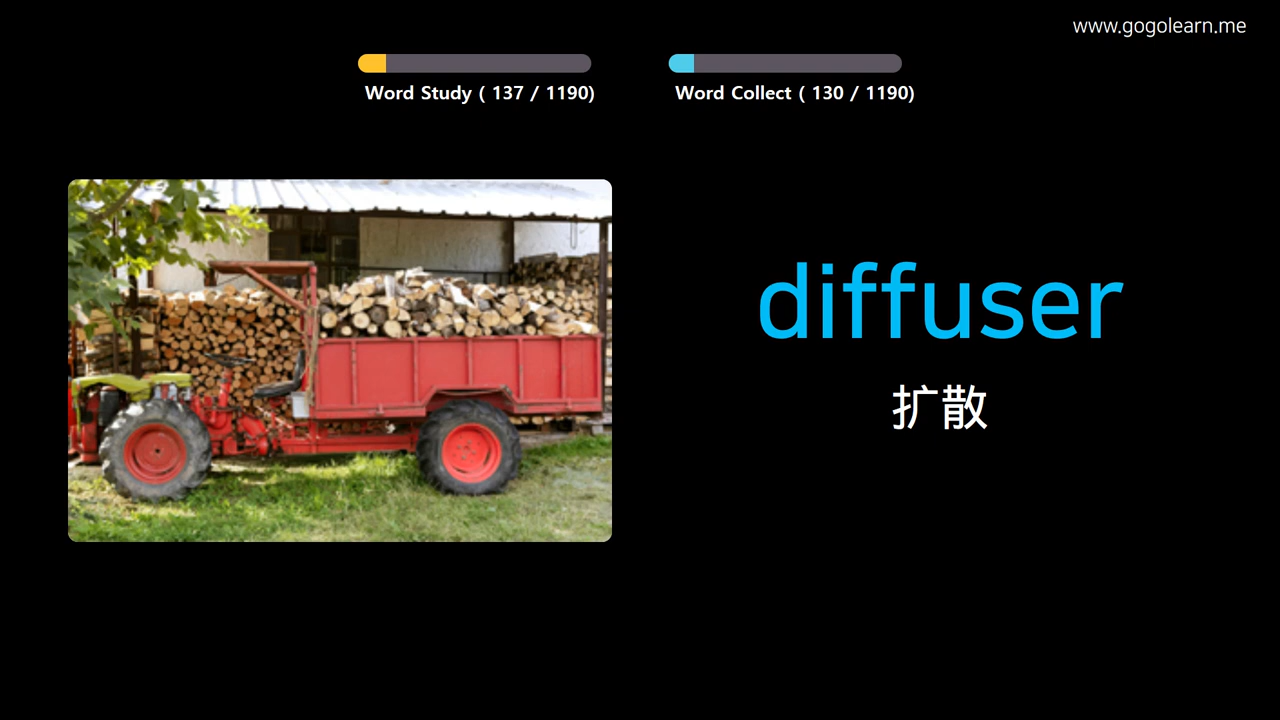 www.gogolearn.me
Word Study ( 137 / 1190)
Word Collect ( 130 / 1190)
diffuser
扩散